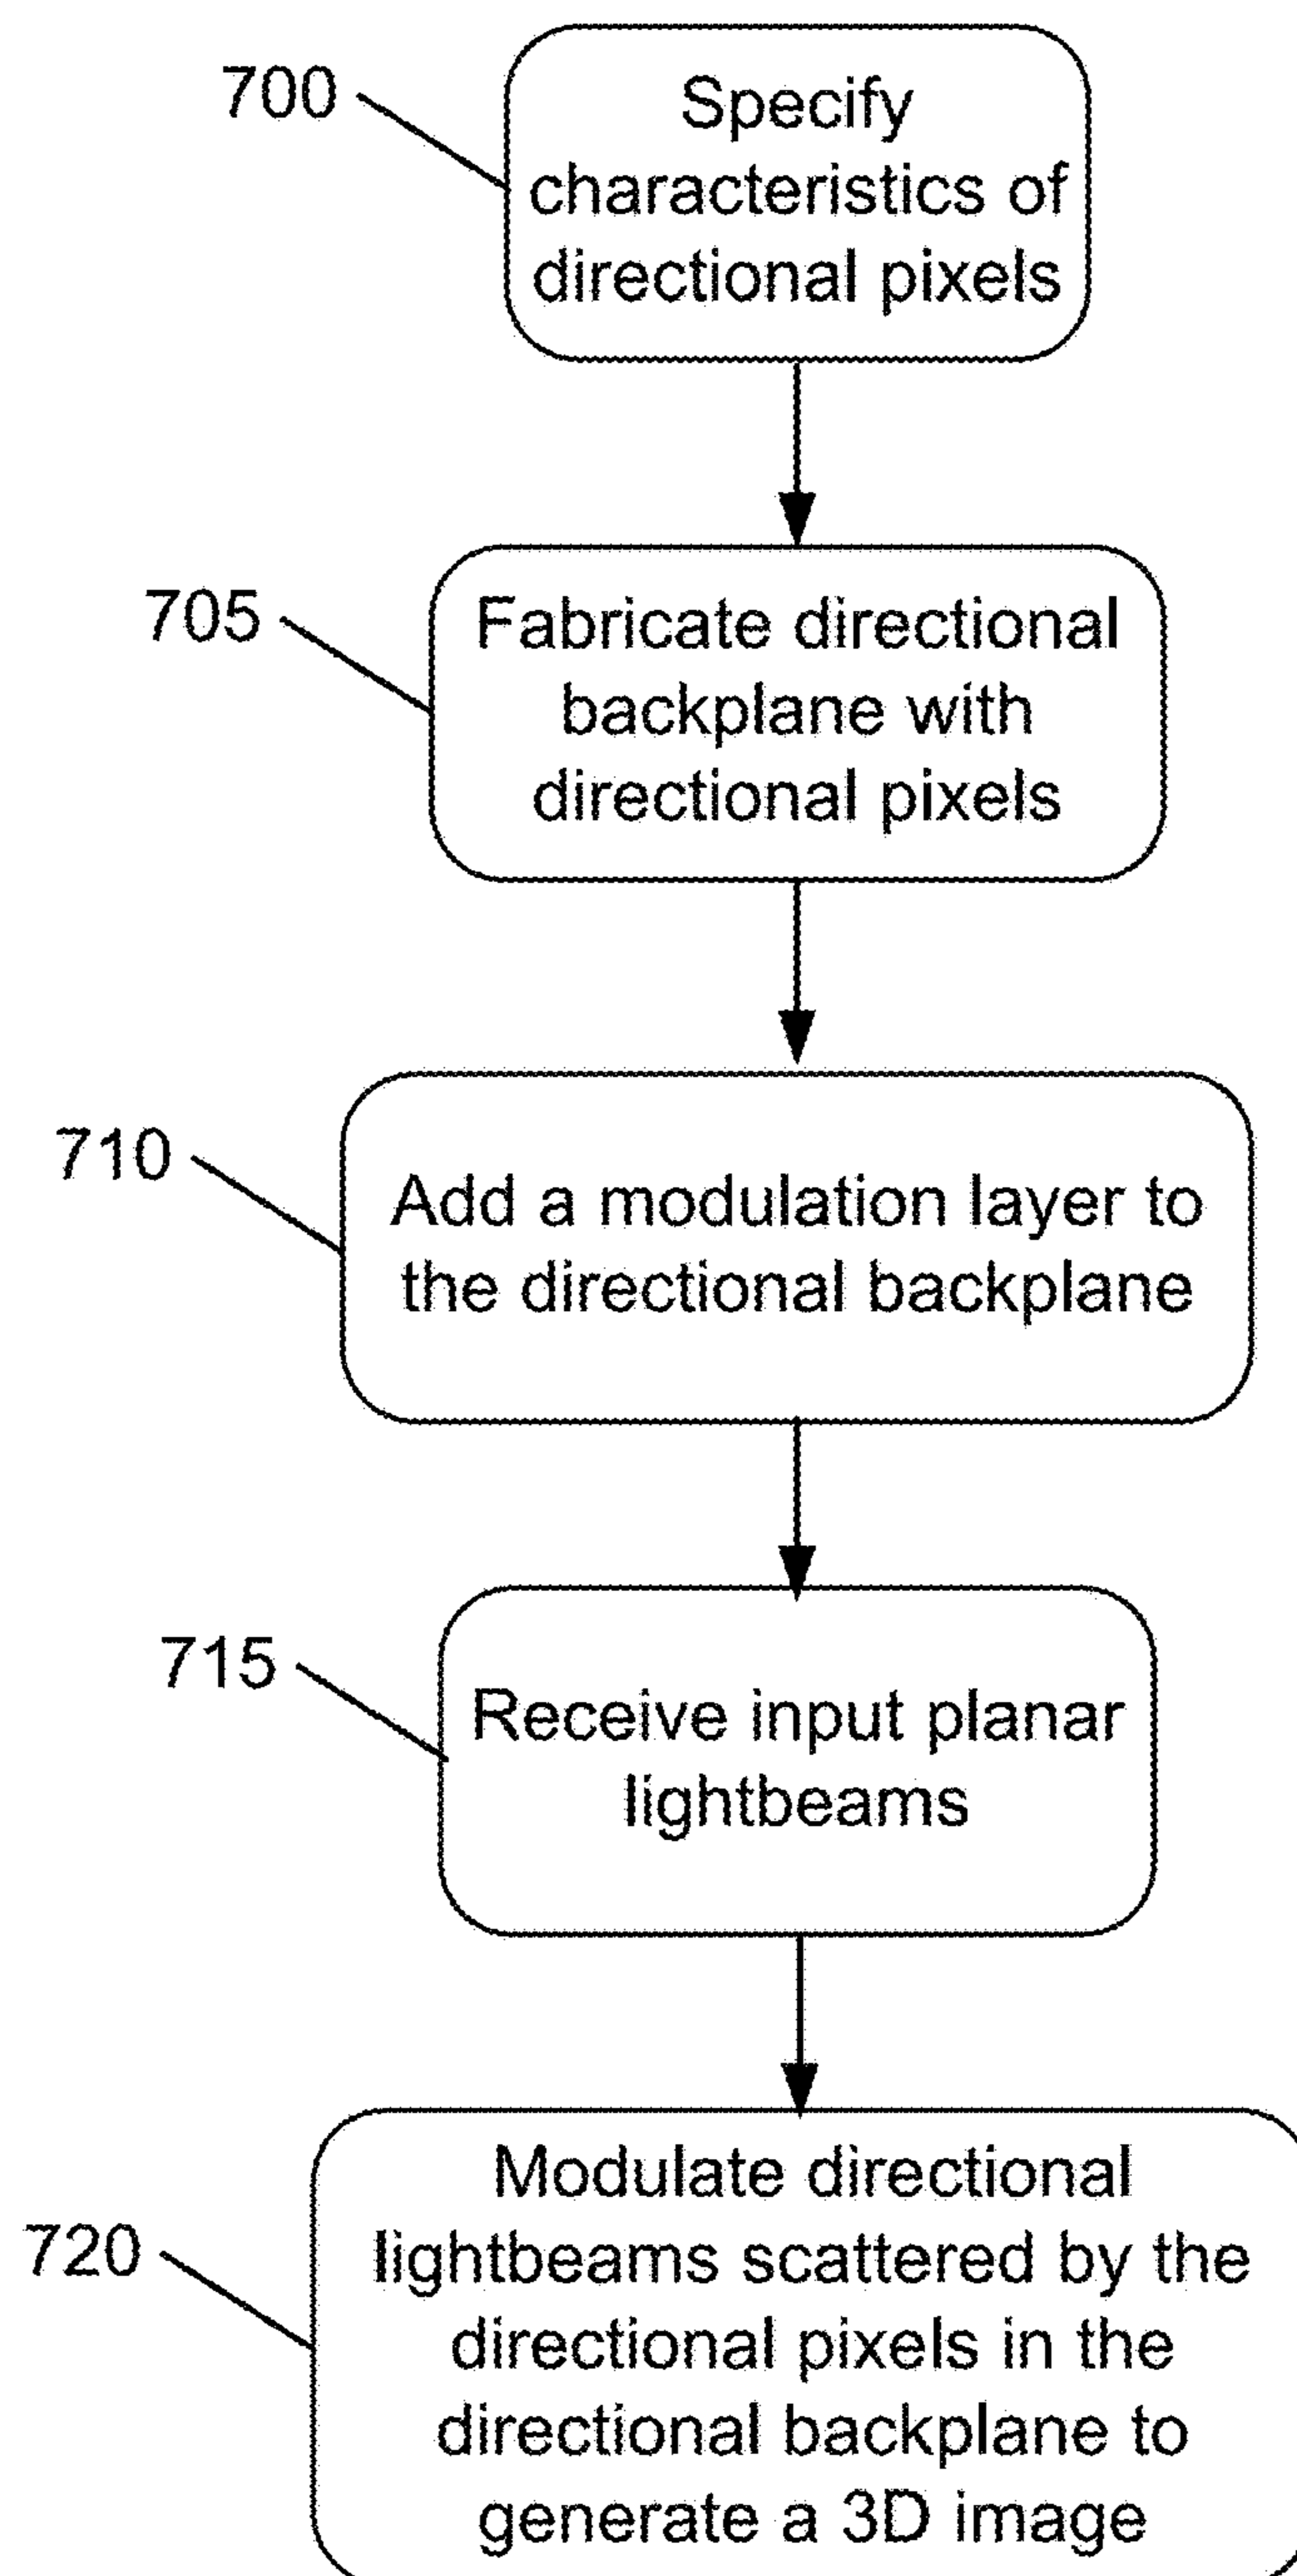 700
Specify
characteristics of
directional pixels
705
Fabricate directional
backplane with
directional pixels
710
Add a modulation layer to
the directional backplane
715
Receive input planar
lightbeams
720
Modulate directional
lightbeams scattered by the
directional pixels in the
directional backplane to
generate a 3D image